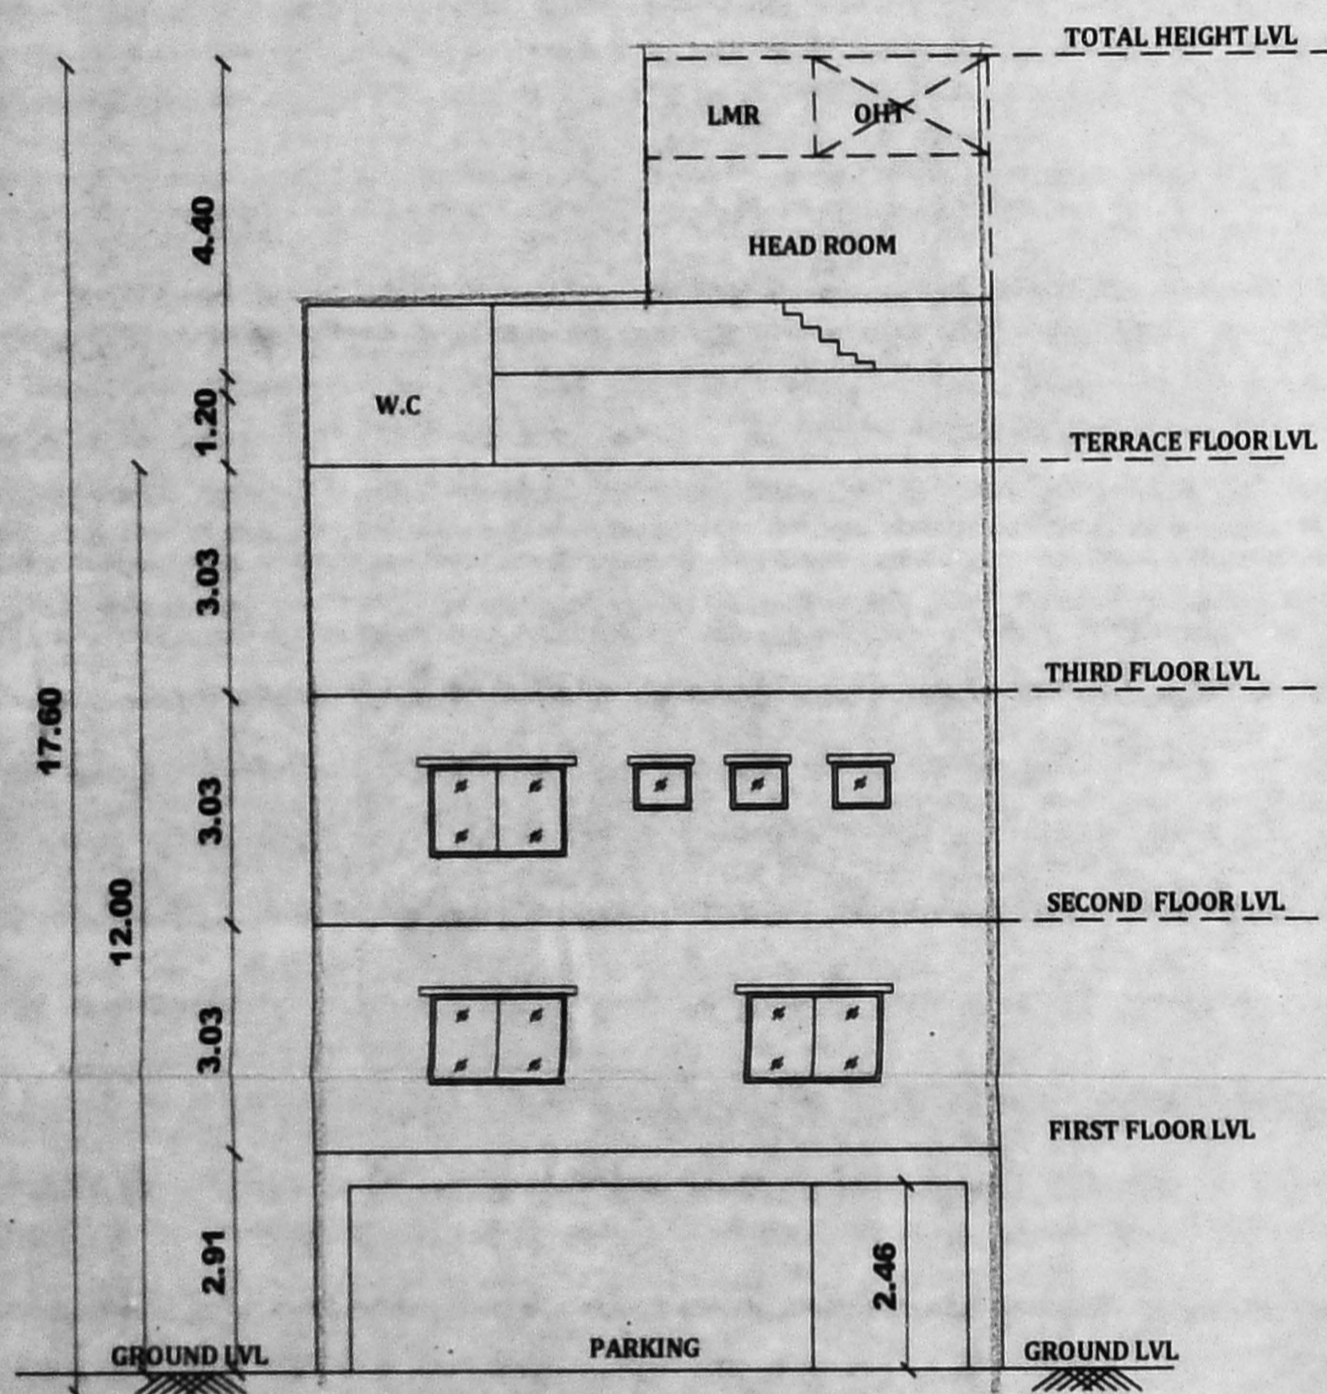 TOTAL HEIGHT LVL
LMR
OHT
4.40
HEAD ROOM
1.20
W.C
TERRACE FLOOR LVL
3.03
THIRD FLOOR LVL
17.60
3.03
12.00
SECOND FLOOR LVL
3.03
FIRST FLOOR LVL
2.91
2.46
PARKING
GROUND LVL
GROUND LVL